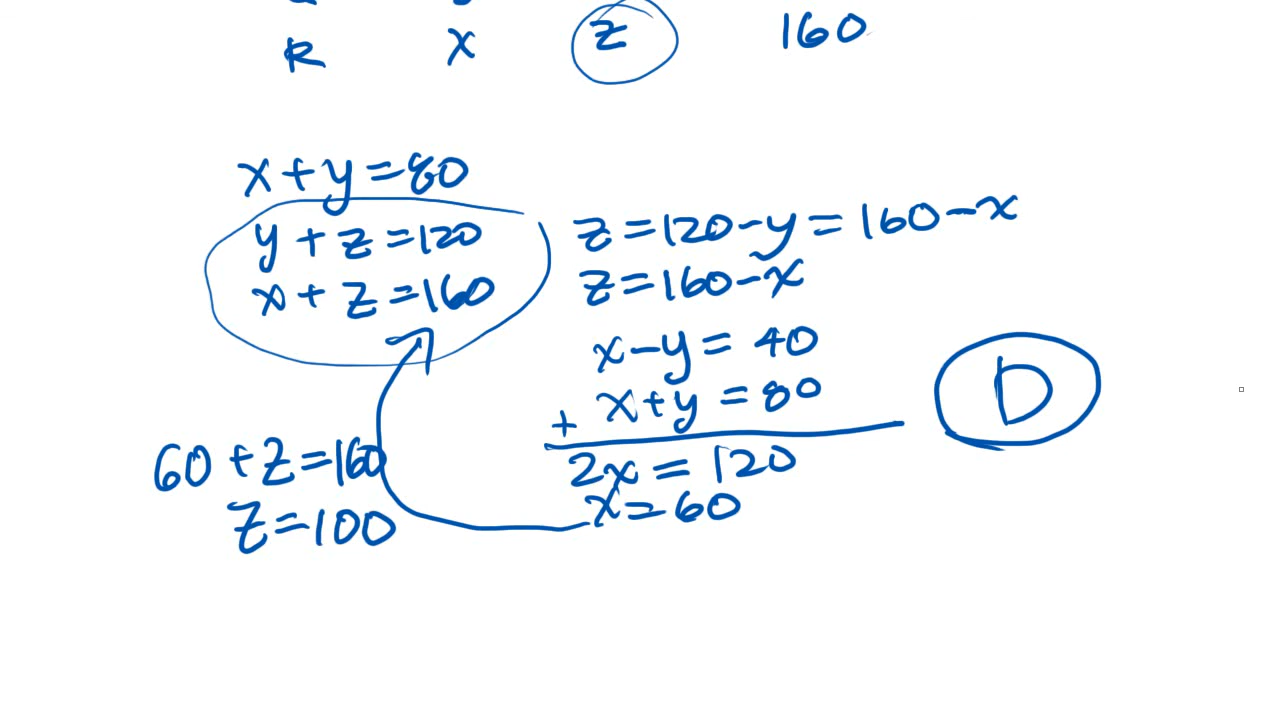 R x z 160
x+y=80
y+z=120
x+z=160
z=120-y=160-x
z=160-x
x-y=40
+ x+y=80
2x=120
x=60
60+z=160
z=100
D